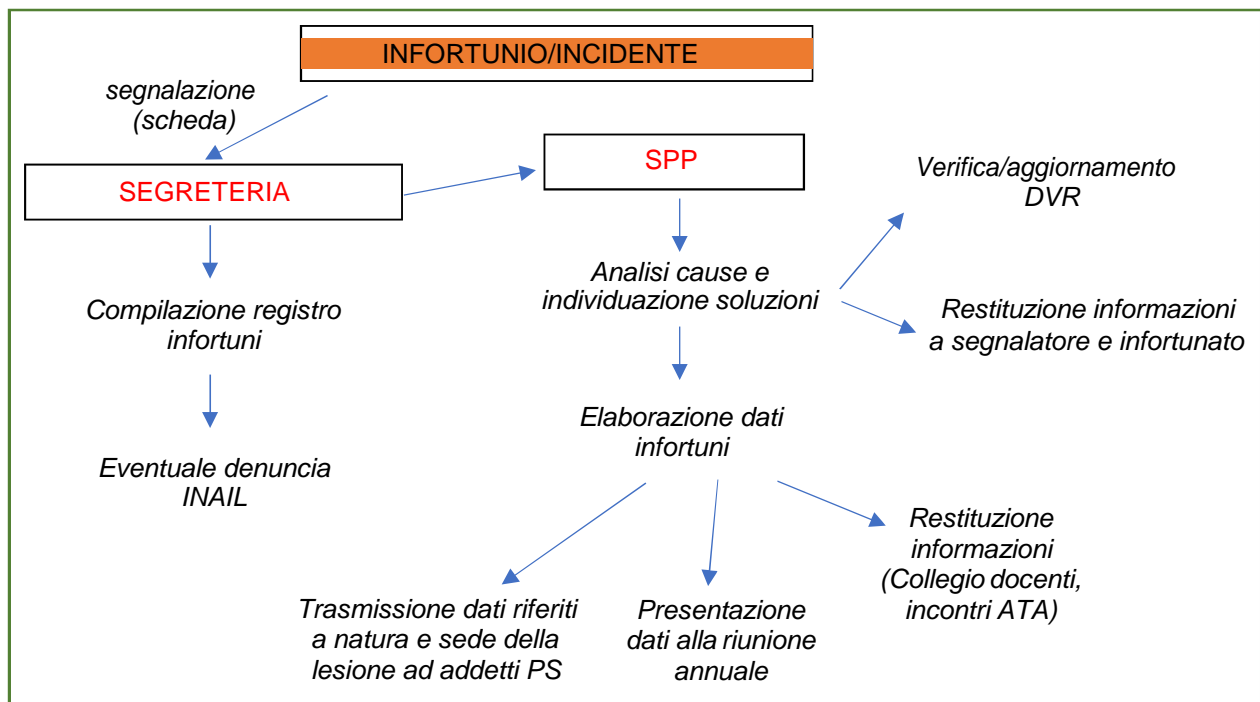 INFORTUNIO/INCIDENTE
segnalazione
(scheda)
SEGRETERIA
SPP
Verifica/aggiornamento
DVR
Analisi cause e
individuazione soluzioni
Compilazione registro
infortuni
Restituzione informazioni
a segnalatore e infortunato
Elaborazione dati
infortuni
Eventuale denuncia
INAIL
Restituzione
informazioni
(Collegio docenti,
incontri ATA)
Trasmissione dati riferiti
a natura e sede della
lesione ad addetti PS
Presentazione
dati alla riunione
annuale